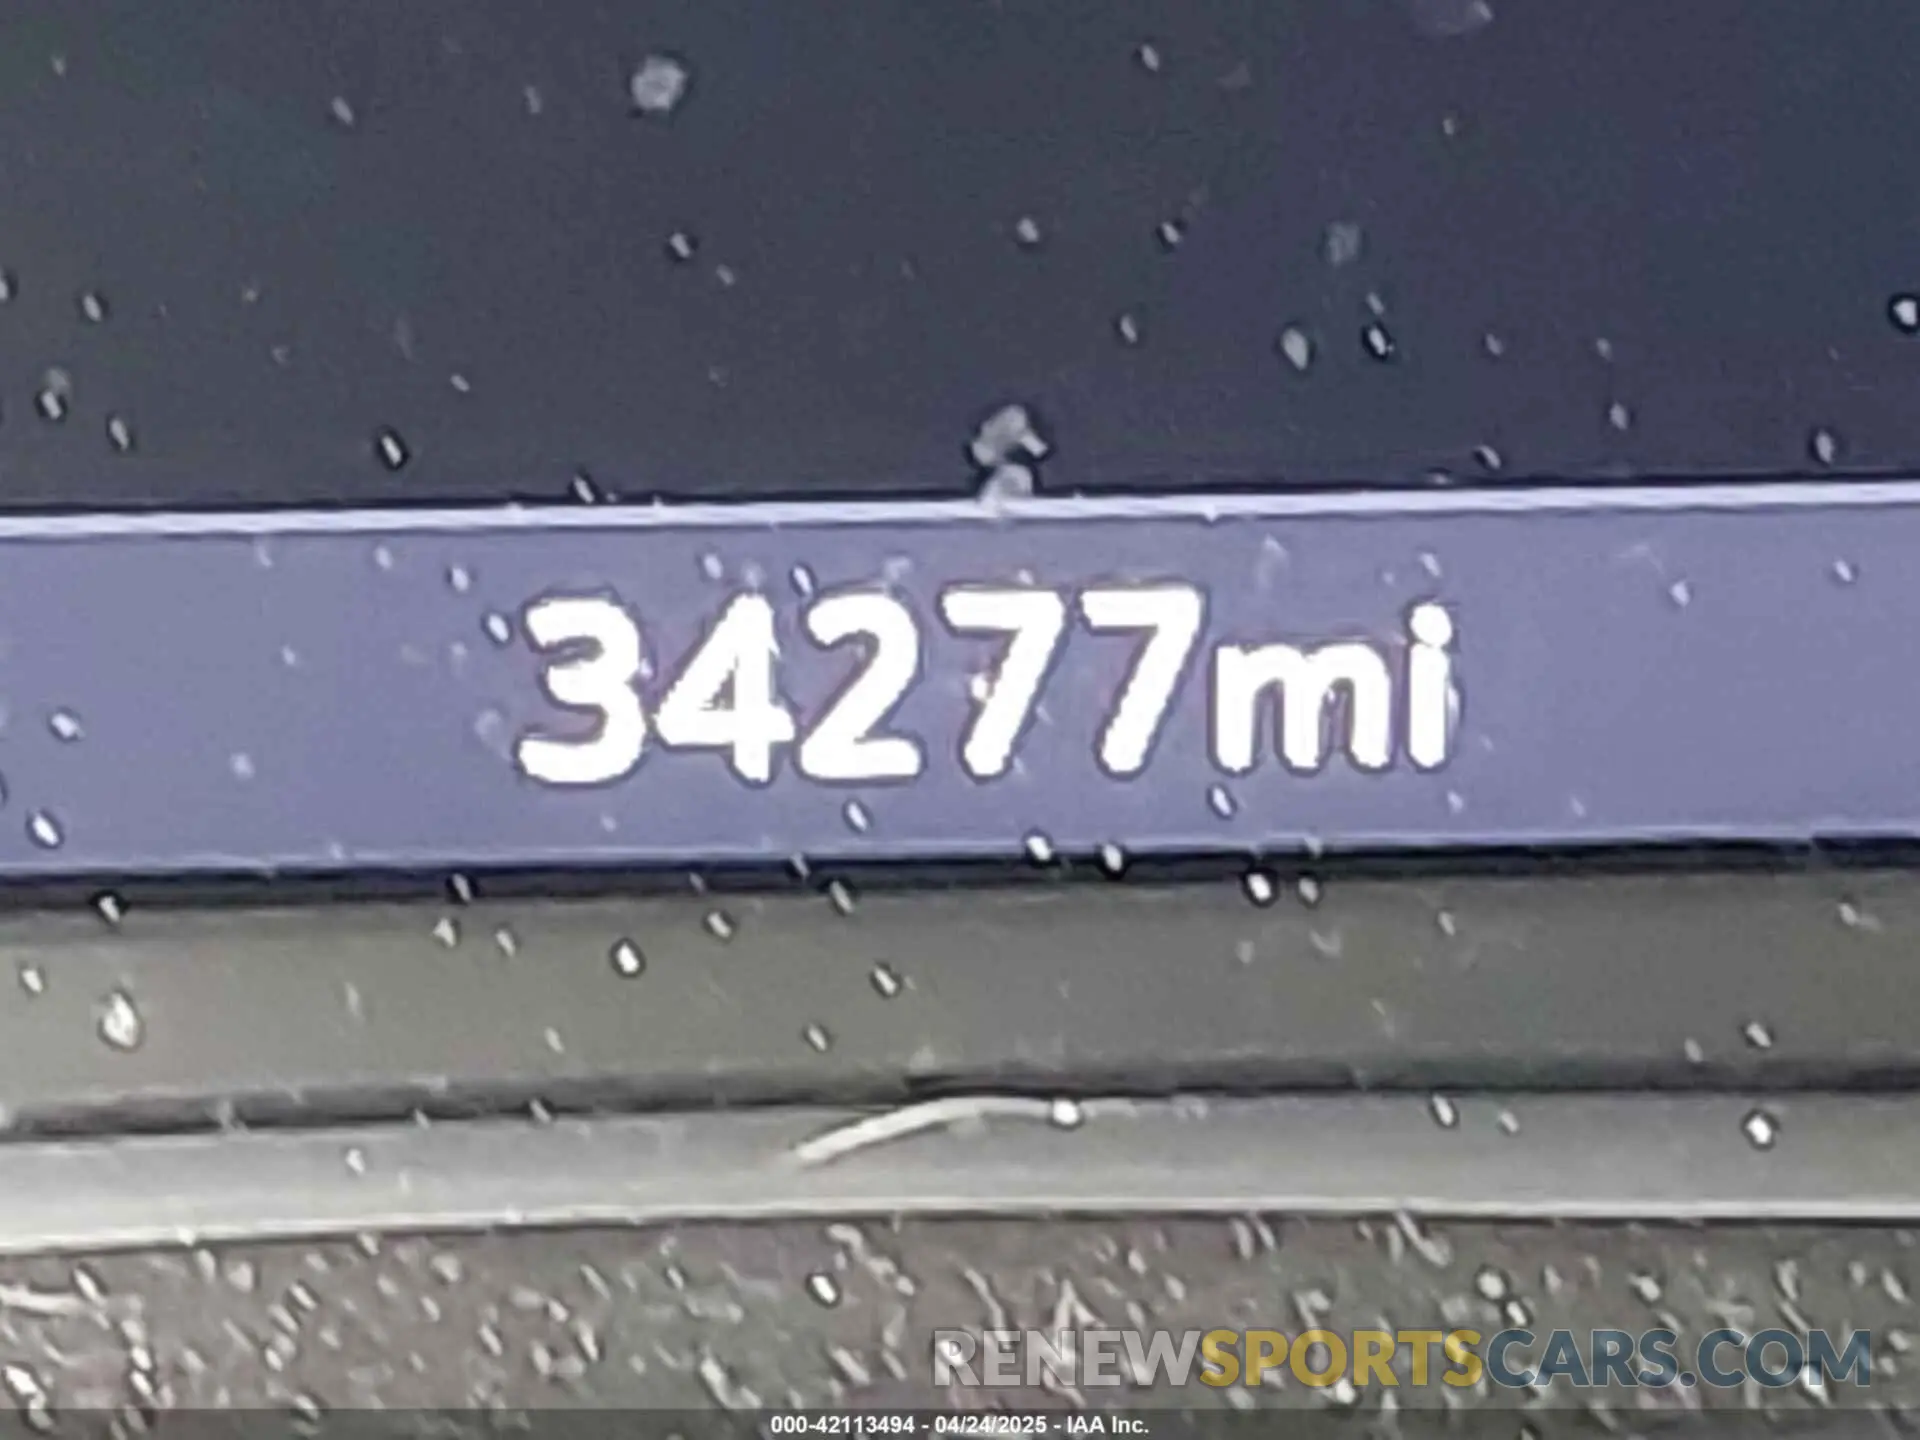 34277mi
RENEWSPORTSCARS.COM
000-42113494 - 04/24/2025 - IAA Inc.